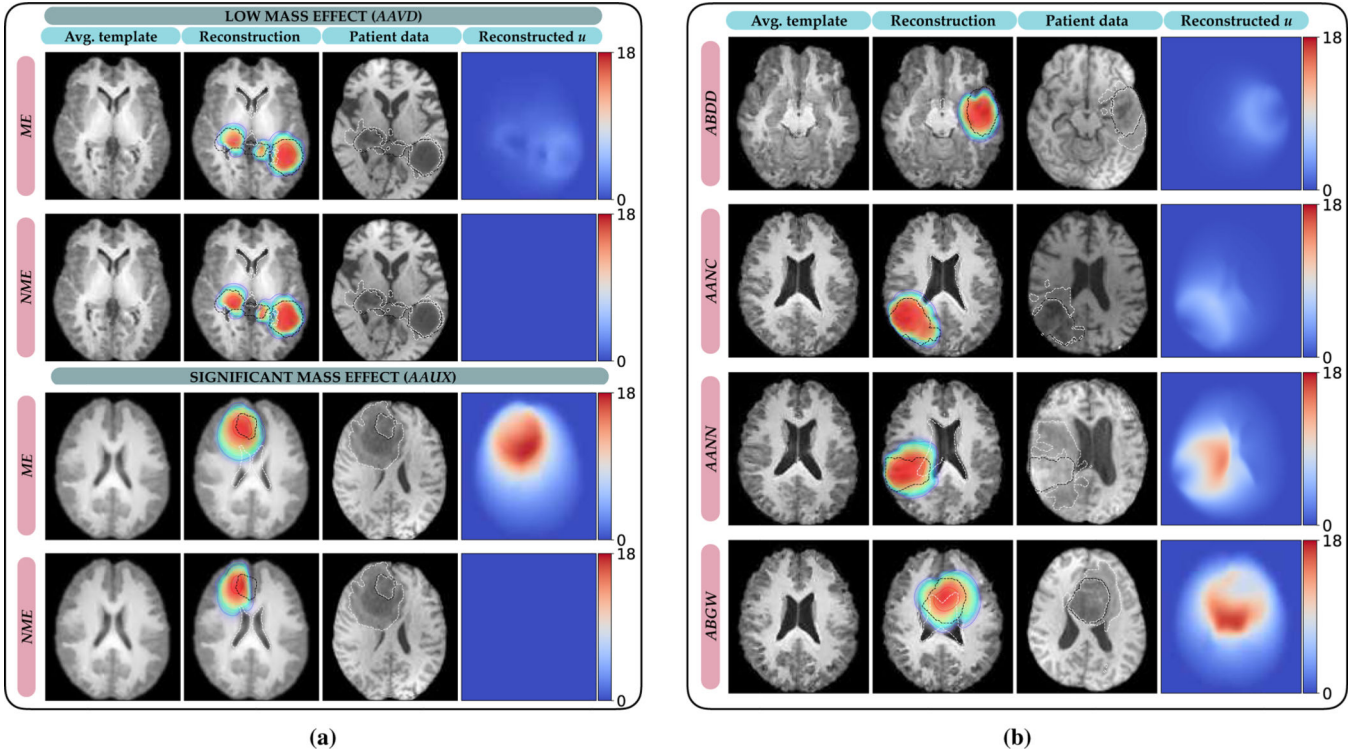 LOW MASS EFFECT (AAVD)
Avg. template Reconstruction Patient data Reconstructed u
ME
18
0
NME
18
0
SIGNIFICANT MASS EFFECT (AAUX)
ME
18
0
NME
18
0
(a)
Avg. template Reconstruction Patient data Reconstructed u
ABDD
18
0
AANC
18
0
AANN
18
0
ABGW
18
0
(b)